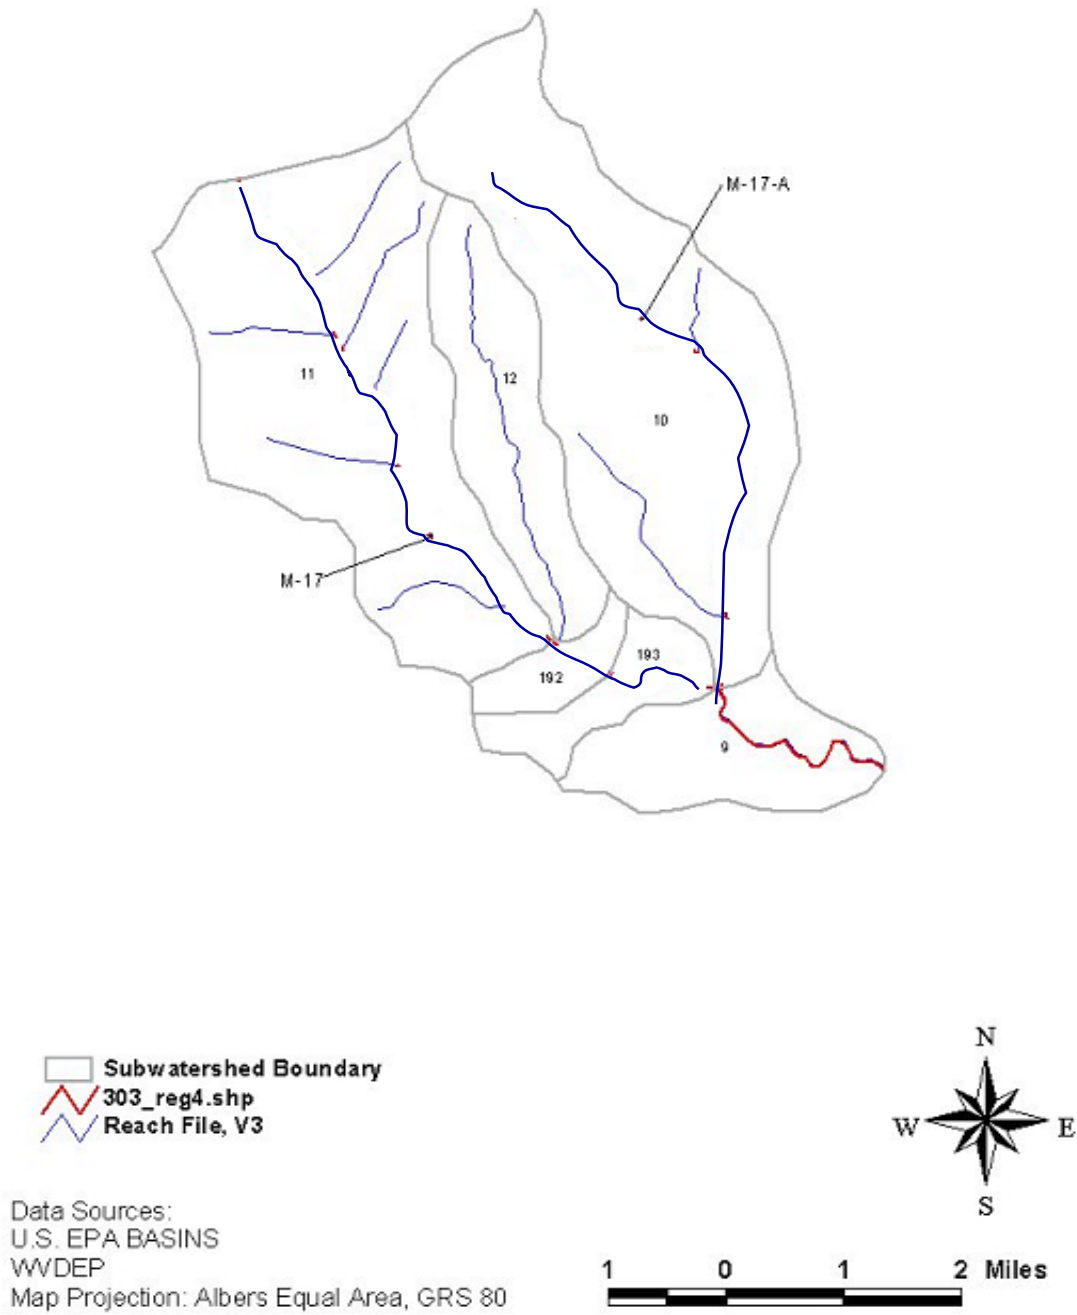 M-17-A
11
12
10
M-17
193
192
9
N
W E
S
Subwatershed Boundary
303_reg4.shp
Reach File, V3
Data Sources:
U.S. EPA BASINS
WVDEP
Map Projection: Albers Equal Area, GRS 80
1 0 1 2 Miles